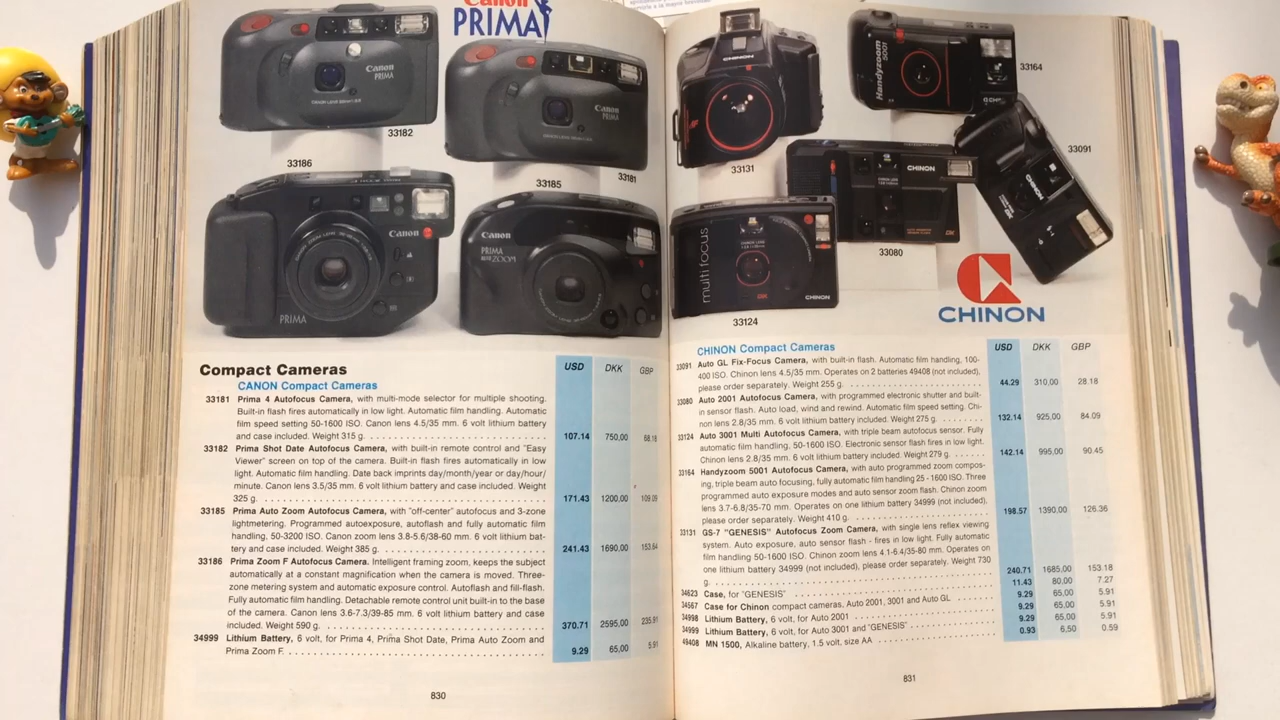 Canon
PRIMA
Canon
PRIMA
33182
Canon
PRIMA
33181
33186
33185
Canon
PRIMA
Canon
PRIMA
ZOOM
Compact Cameras
CANON Compact Cameras
USD DKK GBP
33181 Prima 4 Autofocus Camera, with multi-mode selector for multiple shooting.
Built-in flash fires automatically in low light. Automatic film handling. Automatic
film speed setting 50-1600 ISO. Canon lens 4.5/35 mm. 6 volt lithium battery
and case included. Weight 315 g. 107.14 750,00 68.18
33182 Prima Shot Date Autofocus Camera, with built-in remote control and "Easy
Viewer" screen on top of the camera. Built-in flash fires automatically in low
light. Automatic film handling. Date back imprints day/month/year or day/hour/
minute. Canon lens 3.5/35 mm. 6 volt lithium battery and case included. Weight
325 g. 171.43 1200,00 109.09
33185 Prima Auto Zoom Autofocus Camera, with "off-center" autofocus and 3-zone
lightmetering. Programmed autoexposure, autoflash and fully automatic film
handling, 50-3200 ISO. Canon zoom lens 3.8-5.6/38-60 mm. 6 volt lithium bat-
tery and case included. Weight 385 g. 241.43 1690,00 153.64
33186 Prima Zoom F Autofocus Camera. Intelligent framing zoom, keeps the subject
automatically at a constant magnification when the camera is moved. Three-
zone metering system and automatic exposure control. Autoflash and fill-flash.
Fully automatic film handling. Detachable remote control unit built-in to the base
of the camera. Canon lens 3.6-7.3/39-85 mm. 6 volt lithium battery and case
included. Weight 590 g. 370.71 2595,00 235.91
34999 Lithium Battery, 6 volt, for Prima 4, Prima Shot Date, Prima Auto Zoom and
Prima Zoom F. 9.29 65,00 5.91
830
CHINON
33131
Handyzoom
5001
33164
CHINON
33080
CHINON
33091
multi focus
CHINON
33124
CHINON
CHINON Compact Cameras
USD DKK GBP
33091 Auto GL Fix-Focus Camera, with built-in flash. Automatic film handling, 100-
400 ISO. Chinon lens 4.5/35 mm. Operates on 2 batteries 49408 (not included),
please order separately. Weight 255 g. 44.29 310,00 28.18
33080 Auto 2001 Autofocus Camera, with programmed electronic shutter and built-
in sensor flash. Auto load, wind and rewind. Automatic film speed setting. Chi-
non lens 2.8/35 mm. 6 volt lithium battery included. Weight 275 g. 132.14 925,00 84.09
33124 Auto 3001 Multi Autofocus Camera, with triple beam autofocus sensor. Fully
automatic film handling, 50-1600 ISO. Electronic sensor flash fires in low light.
Chinon lens 2.8/35 mm. 6 volt lithium battery included. Weight 279 g. 142.14 995,00 90.45
33164 Handyzoom 5001 Autofocus Camera, with auto programmed zoom compos-
ing, triple beam auto focusing, fully automatic film handling 25 - 1600 ISO. Three
programmed auto exposure modes and auto sensor zoom flash. Chinon zoom
lens 3.7-6.8/35-70 mm. Operates on one lithium battery 34999 (not included),
please order separately. Weight 410 g. 198.57 1390,00 126.36
33131 GS-7 "GENESIS" Autofocus Zoom Camera, with single lens reflex viewing
system. Auto exposure, auto sensor flash - fires in low light. Fully automatic
film handling 50-1600 ISO. Chinon zoom lens 4.1-6.4/35-80 mm. Operates on
one lithium battery 34999 (not included), please order separately. Weight 730
g. 240.71 1685,00 153.18
34623 Case, for "GENESIS" 11.43 80,00 7.27
34567 Case for Chinon compact cameras, Auto 2001, 3001 and Auto GL 9.29 65,00 5.91
34998 Lithium Battery, 6 volt, for Auto 2001 9.29 65,00 5.91
34999 Lithium Battery, 6 volt, for Auto 3001 and "GENESIS" 9.29 65,00 5.91
49408 MN 1500, Alkaline battery, 1.5 volt, size AA 0.93 6,50 0.59
831